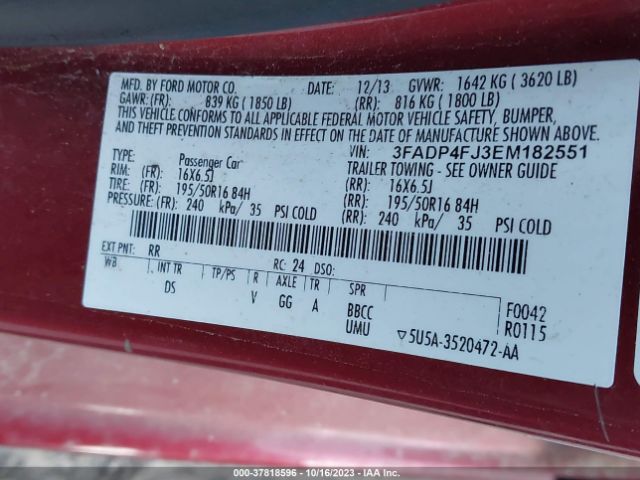 MFD. BY FORD MOTOR CO. DATE: 12/13 GVWR: 1642 KG ( 3620 LB)
GAWR:(FR): 839 KG ( 1850 LB) (RR): 816 KG ( 1800 LB)
THIS VEHICLE CONFORMS TO ALL APPLICABLE FEDERAL MOTOR VEHICLE SAFETY, BUMPER,
AND THEFT PREVENTION STANDARDS IN EFFECT ON THE DATE OF MANUFACTURE SHOWN ABOVE.
VIN: 3FADP4FJ3EM182551
TYPE: Passenger Car TRAILER TOWING - SEE OWNER GUIDE
RIM: (FR): 16X6.5J (RR): 16X6.5J
TIRE: (FR): 195/50R16 84H (RR): 195/50R16 84H
PRESSURE: (FR): 240 kPa/ 35 PSI COLD (RR): 240 kPa/ 35 PSI COLD
EXT PNT: RR RC: 24 DSO:
WB INT TR TP/PS R AXLE TR SPR
DS V GG A BBCC
UMU
F0042
R0115
▽5U5A-3520472-AA
000-37818596 - 10/16/2023 - IAA Inc.